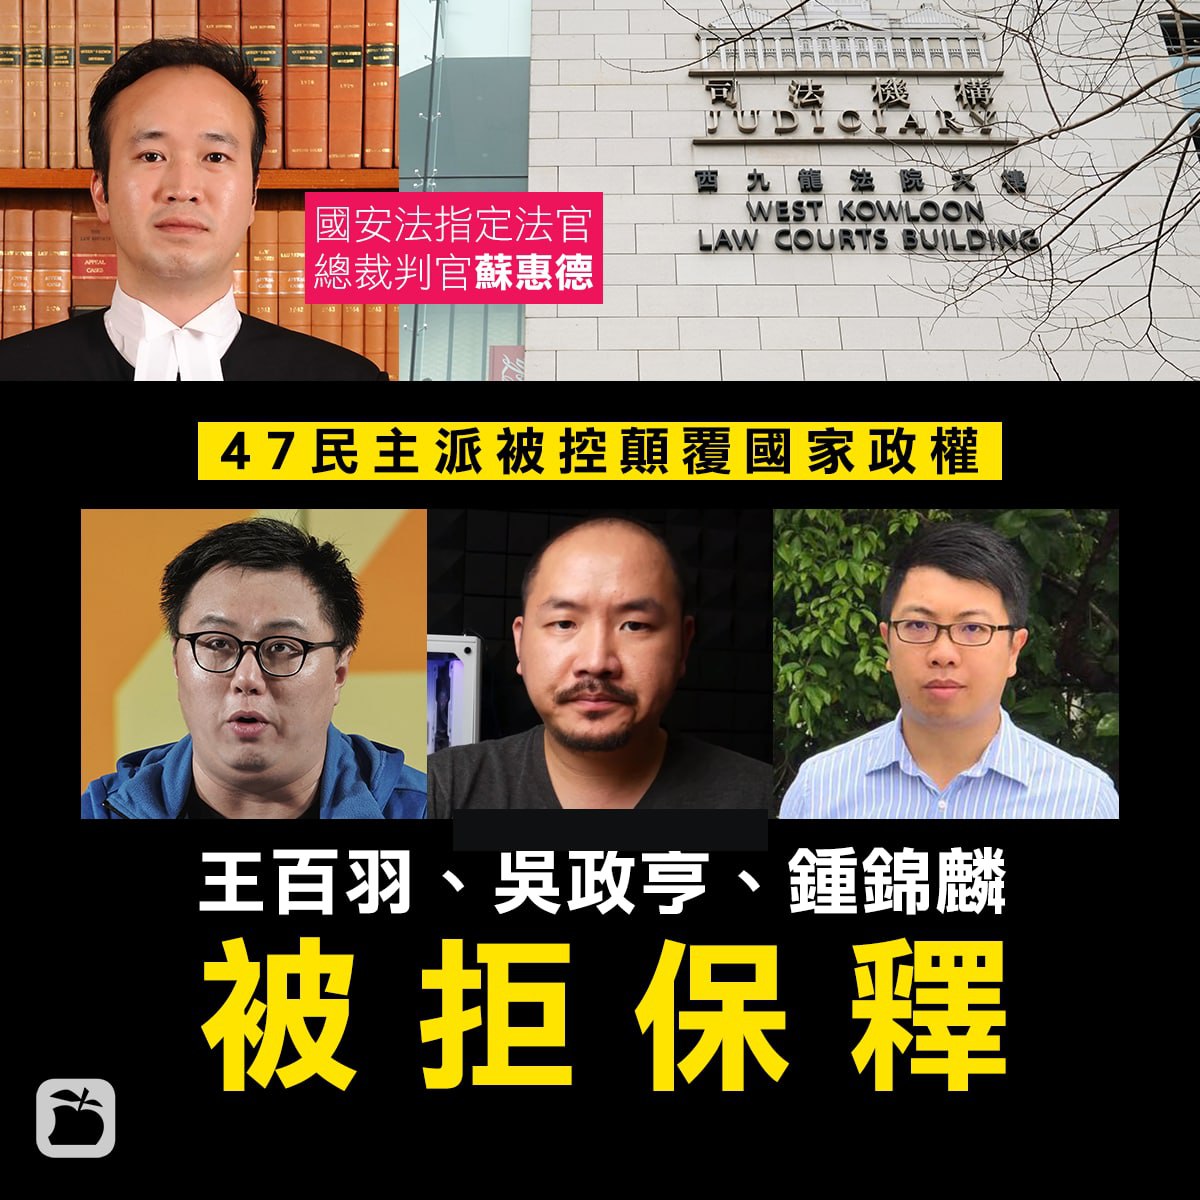 司法機構
JUDICIARY
西九龍法院大樓
WEST KOWLOON
LAW COURTS BUILDING
國安法指定法官
總裁判官蘇惠德
47民主派被控顛覆國家政權
王百羽、吳政亨、鍾錦麟
被拒保釋